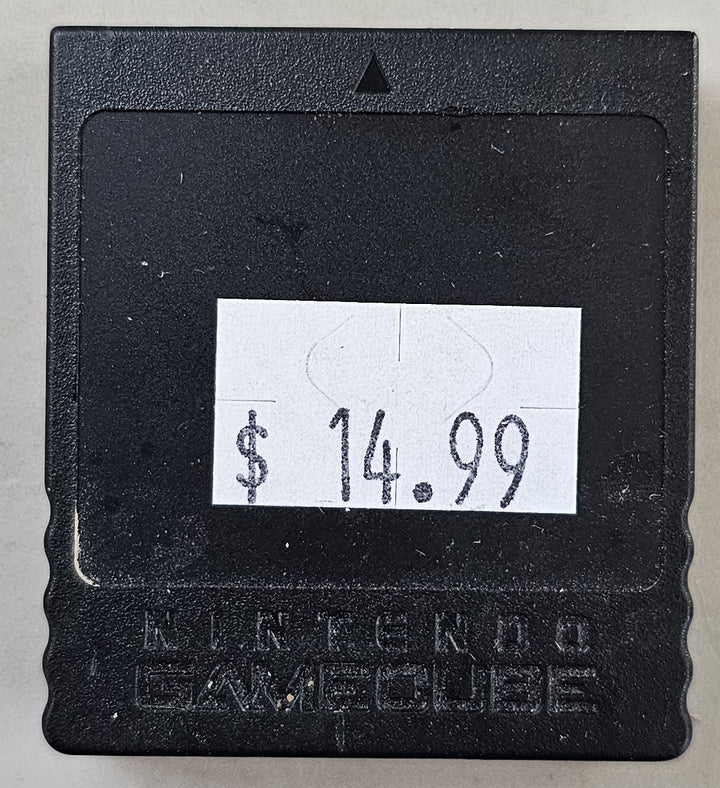 $ 14.99
NINTENDO
GAMECUBE